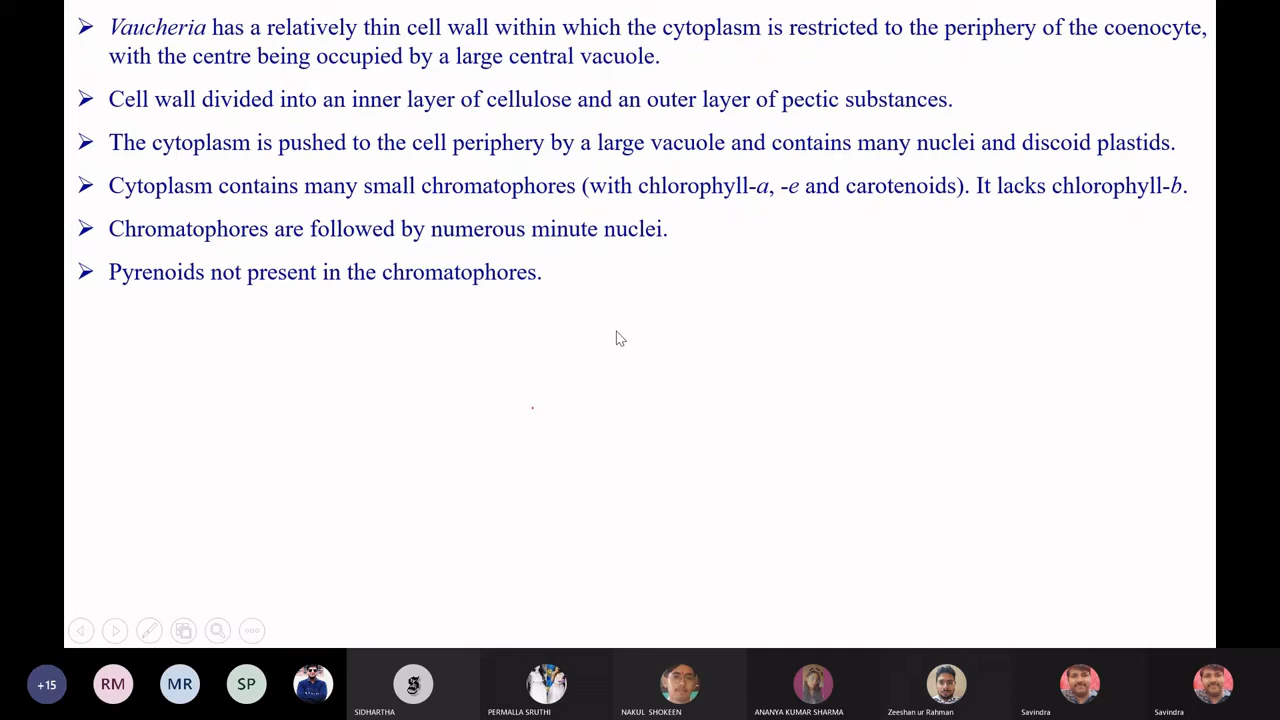 Vaucheria has a relatively thin cell wall within which the cytoplasm is restricted to the periphery of the coenocyte,
with the centre being occupied by a large central vacuole.
Cell wall divided into an inner layer of cellulose and an outer layer of pectic substances.
The cytoplasm is pushed to the cell periphery by a large vacuole and contains many nuclei and discoid plastids.
Cytoplasm contains many small chromatophores (with chlorophyll-a, -e and carotenoids). It lacks chlorophyll-b.
Chromatophores are followed by numerous minute nuclei.
Pyrenoids not present in the chromatophores.
+15 RM MR SP
SIDHARTHA PERMALLA SRUTHI NAKUL SHOKEEN ANANYA KUMAR SHARMA Zeeshan ur Rahman Savindra Savindra